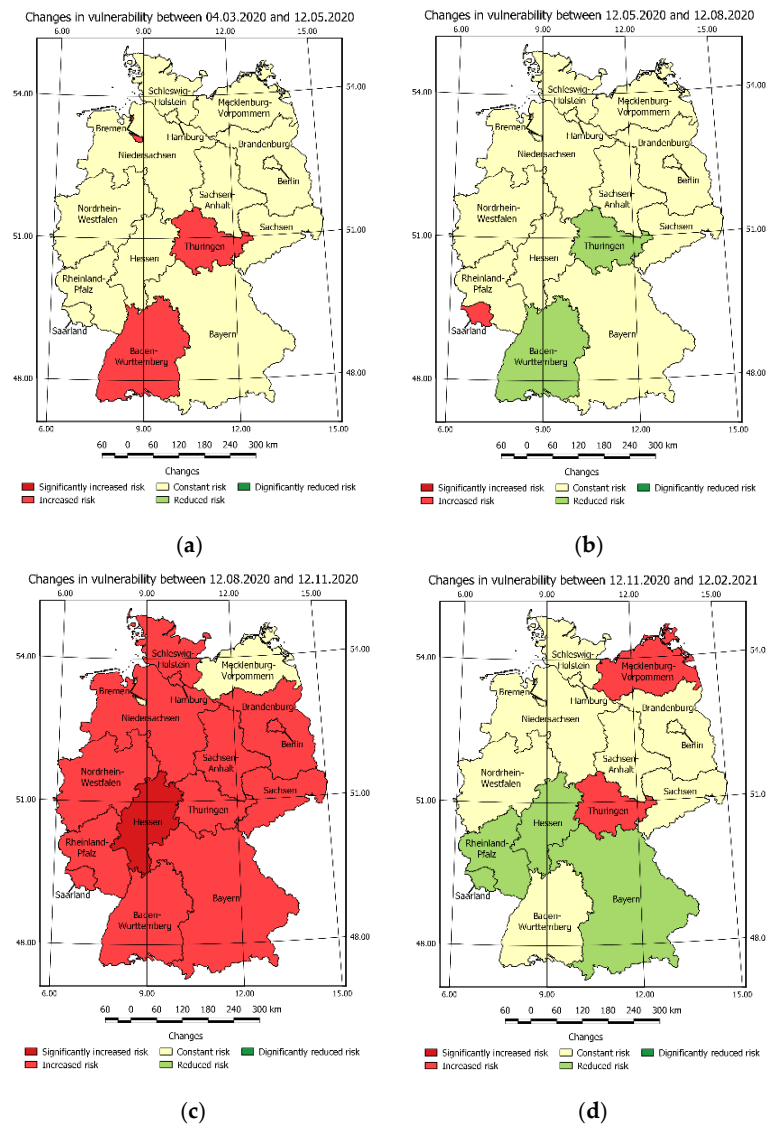 Changes in vulnerability between 04.03.2020 and 12.05.2020
6.00 9.00 12.00 15.00
54.00
54.00
Schleswig-
Holstein
Mecklenburg-
Vorpommern
Bremen
Hamburg
Niedersachsen
Brandenburg
Berlin
Sachsen-
Anhalt
Nordrhein-
Westfalen
51.00
51.00
Sachsen
Thuringen
Hessen
Rheinland-
Pfalz
Saarland
Bayern
Baden-
Wurttemberg
48.00
48.00
6.00 9.00 12.00 15.00
60 0 60 120 180 240 300 km
Changes
Significantly increased risk Constant risk Dignificantly reduced risk
Increased risk Reduced risk
(a)
Changes in vulnerability between 12.05.2020 and 12.08.2020
6.00 9.00 12.00 15.00
54.00
54.00
Schleswig-
Holstein
Mecklenburg-
Vorpommern
Bremen
Hamburg
Niedersachsen
Brandenburg
Berlin
Sachsen-
Anhalt
Nordrhein-
Westfalen
51.00
51.00
Sachsen
Thuringen
Hessen
Rheinland-
Pfalz
Saarland
Bayern
Baden-
Wurttemberg
48.00
48.00
6.00 9.00 12.00 15.00
60 0 60 120 180 240 300 km
Changes
Significantly increased risk Constant risk Dignificantly reduced risk
Increased risk Reduced risk
(b)
Changes in vulnerability between 12.08.2020 and 12.11.2020
6.00 9.00 12.00 15.00
54.00
54.00
Schleswig-
Holstein
Mecklenburg-
Vorpommern
Bremen
Hamburg
Niedersachsen
Brandenburg
Berlin
Sachsen-
Anhalt
Nordrhein-
Westfalen
51.00
51.00
Sachsen
Thuringen
Hessen
Rheinland-
Pfalz
Saarland
Bayern
Baden-
Wurttemberg
48.00
48.00
6.00 9.00 12.00 15.00
60 0 60 120 180 240 300 km
Changes
Significantly increased risk Constant risk Dignificantly reduced risk
Increased risk Reduced risk
(c)
Changes in vulnerability between 12.11.2020 and 12.02.2021
6.00 9.00 12.00 15.00
54.00
54.00
Schleswig-
Holstein
Mecklenburg-
Vorpommern
Bremen
Hamburg
Niedersachsen
Brandenburg
Berlin
Sachsen-
Anhalt
Nordrhein-
Westfalen
51.00
51.00
Sachsen
Thuringen
Hessen
Rheinland-
Pfalz
Saarland
Bayern
Baden-
Wurttemberg
48.00
48.00
6.00 9.00 12.00 15.00
60 0 60 120 180 240 300 km
Changes
Significantly increased risk Constant risk Dignificantly reduced risk
Increased risk Reduced risk
(d)